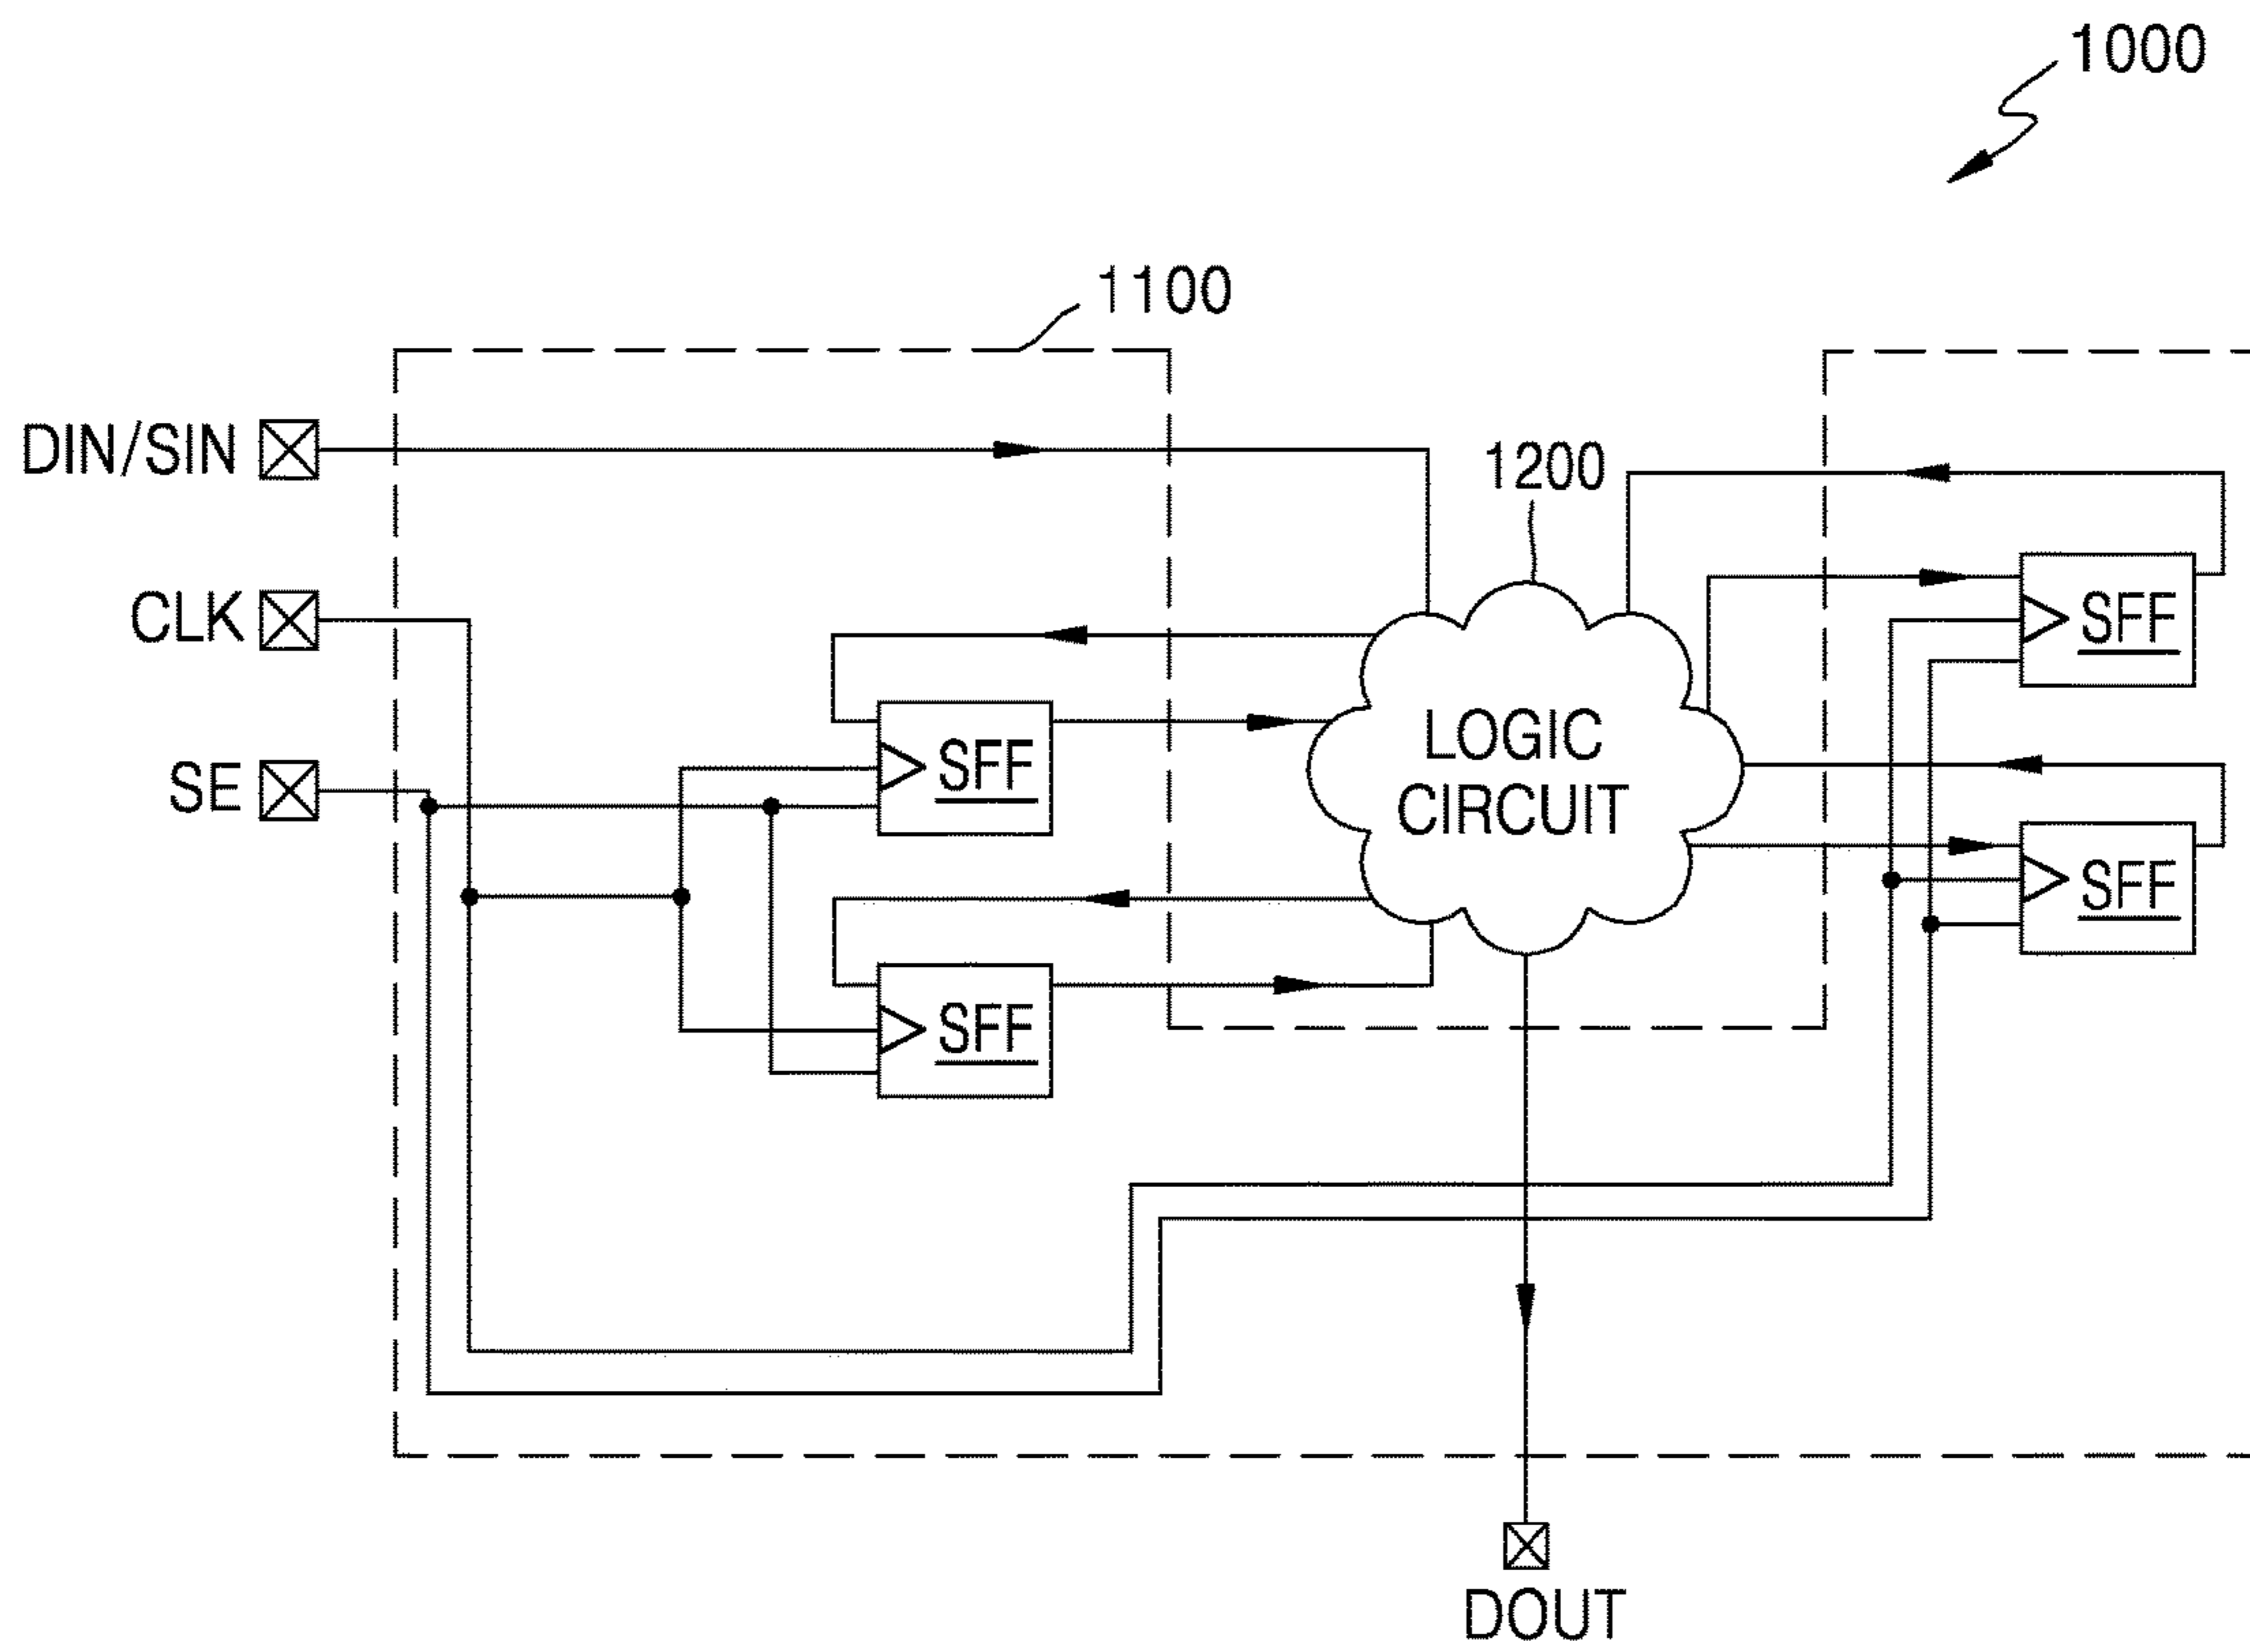 1000
1100
DIN/SIN
1200
CLK
SFF
SE
SFF
LOGIC
CIRCUIT
SFF
SFF
DOUT